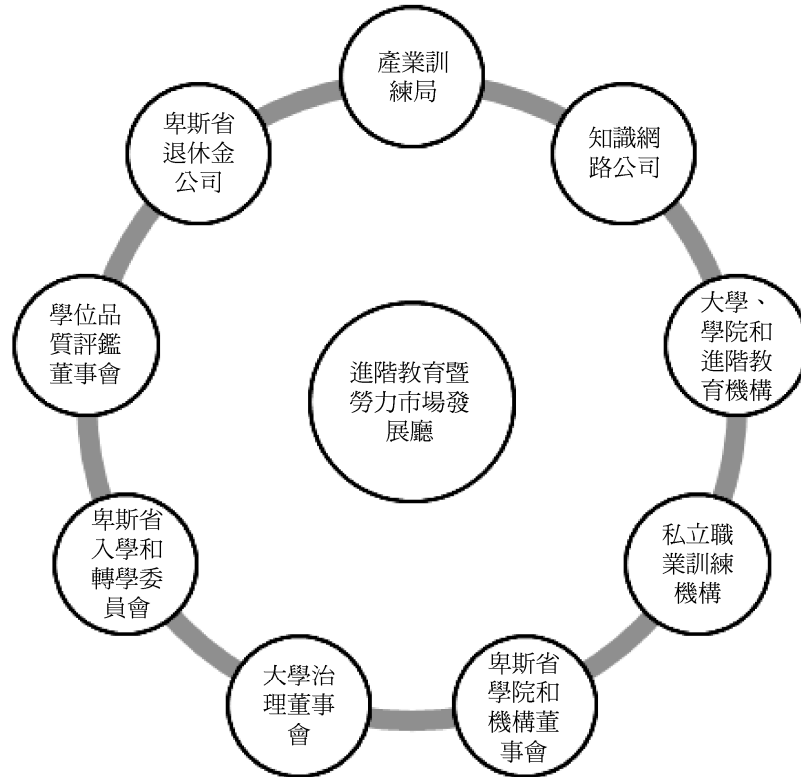 產業訓
練局
知識網
路公司
大學、
學院和
進階教
育機構
私立職
業訓練
機構
卑斯省
學院和
機構董
事會
大學治
理董事
會
卑斯省
入學和
轉學委
員會
學位品
質評鑑
董事會
卑斯省
退休金
公司
進階教育暨
勞力市場發
展廳